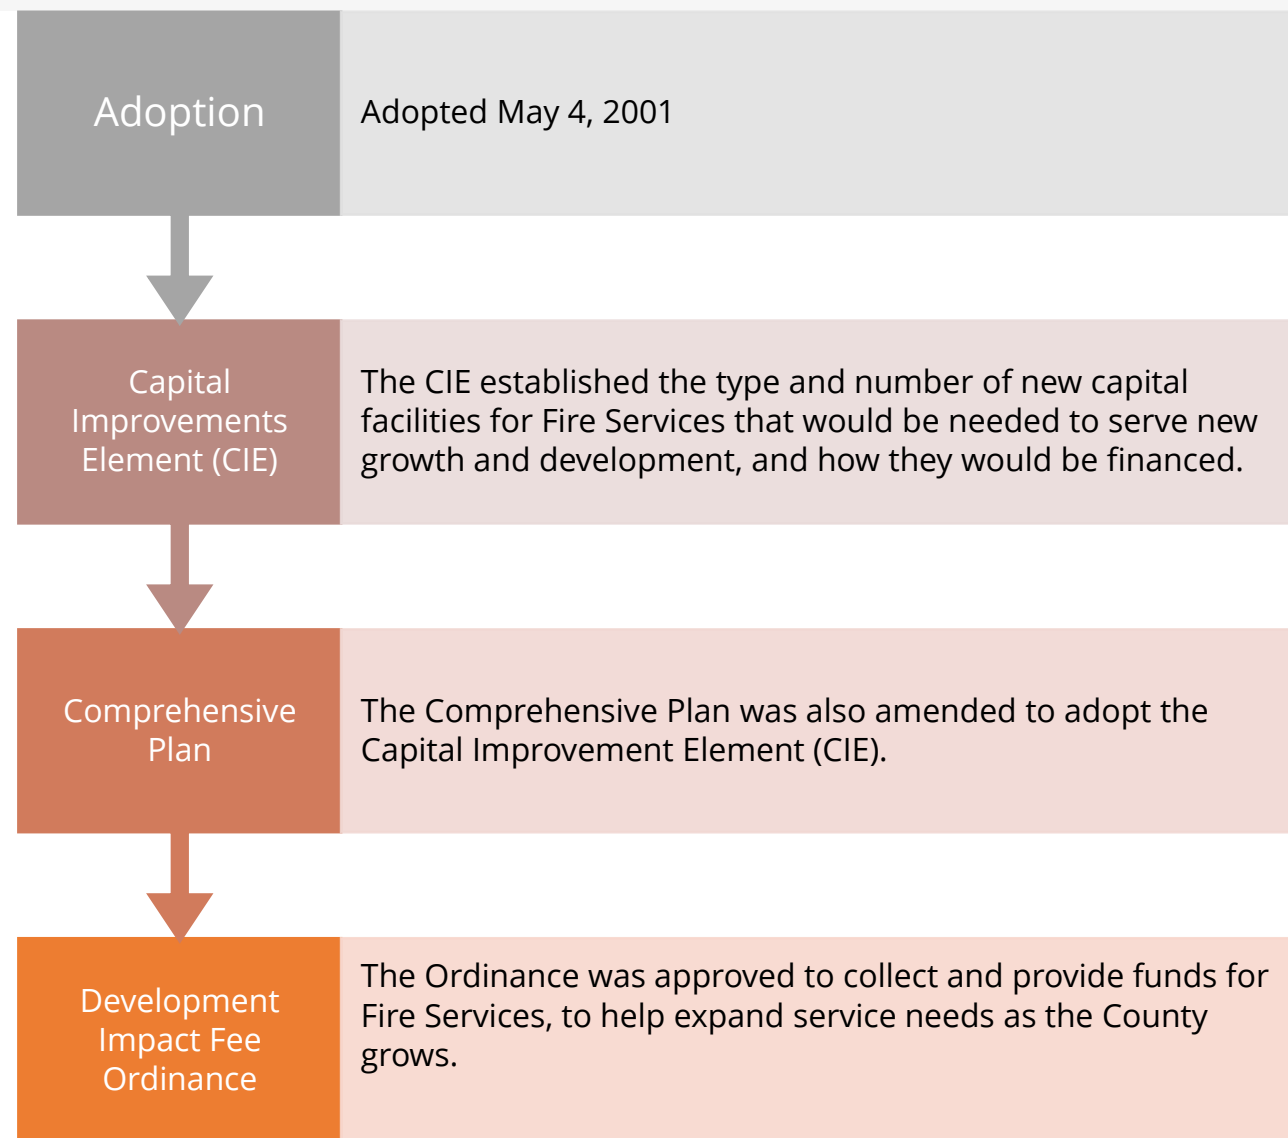 Adoption
Adopted May 4, 2001
Capital
Improvements
Element (CIE)
The CIE established the type and number of new capital
facilities for Fire Services that would be needed to serve new
growth and development, and how they would be financed.
Comprehensive
Plan
The Comprehensive Plan was also amended to adopt the
Capital Improvement Element (CIE).
Development
Impact Fee
Ordinance
The Ordinance was approved to collect and provide funds for
Fire Services, to help expand service needs as the County
grows.